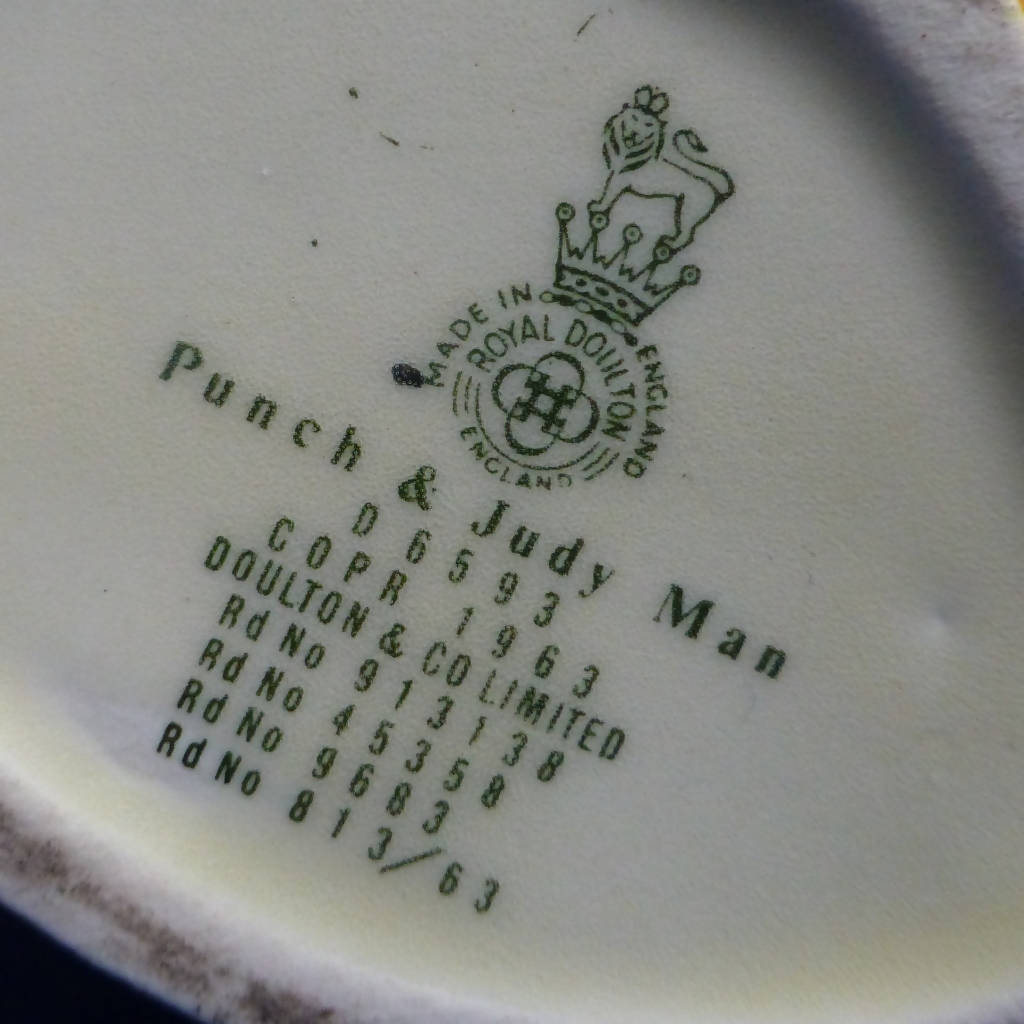 MADE IN ENGLAND
ROYAL DOULTON
ENGLAND
Punch & Judy Man
D 6593
COPR 1963
DOULTON & CO LIMITED
Rd No 913138
Rd No 45358
Rd No 9683
Rd No 813/63